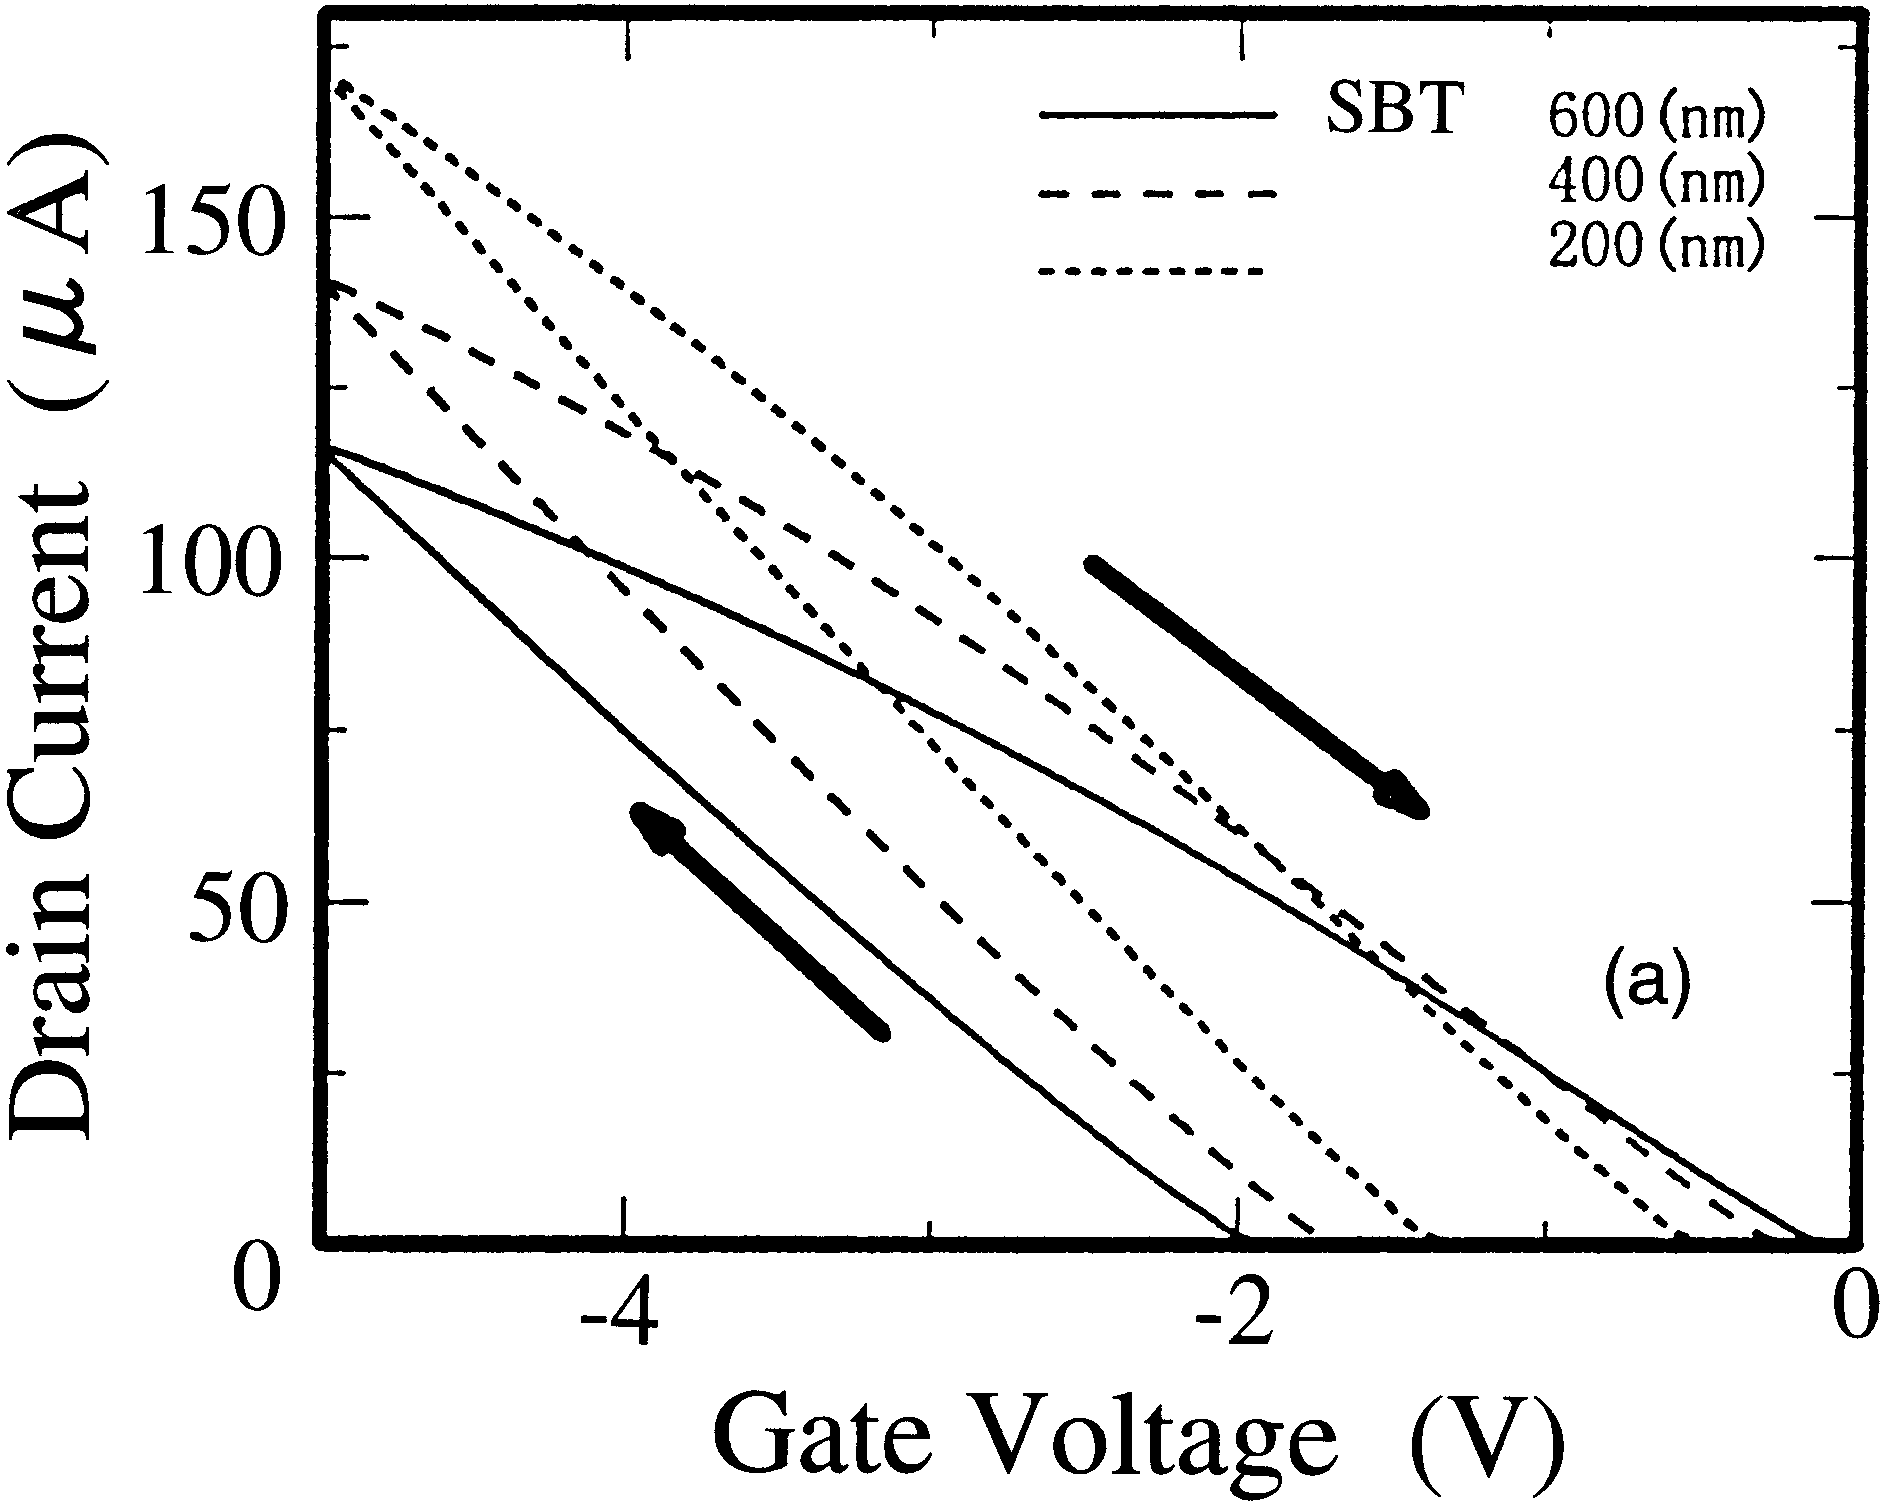 SBT 600(nm)
400(nm)
200(nm)
Drain Current (μA)
150
100
50
0
(a)
-4 -2 0
Gate Voltage (V)